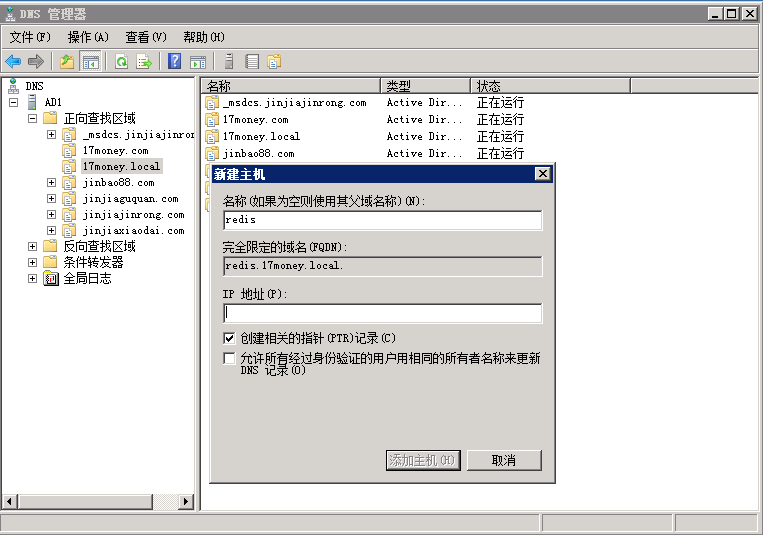 DNS 管理器
文件(F) 操作(A) 查看(V) 帮助(H)
DNS
AD1
正向查找区域
_msdcs.jinjiajinron
17money.com
17money.local
jinbao88.com
jinjiaguquan.com
jinjiajinrong.com
jinjiaxiaodai.com
反向查找区域
条件转发器
全局日志
名称 类型 状态
_msdcs.jinjiajinrong.com Active Dir... 正在运行
17money.com Active Dir... 正在运行
17money.local Active Dir... 正在运行
jinbao88.com Active Dir... 正在运行
新建主机
名称(如果为空则使用其父域名称)(N):
redis
完全限定的域名(FQDN):
redis.17money.local.
IP 地址(P):
创建相关的指针(PTR)记录(C)
允许所有经过身份验证的用户用相同的所有者名称来更新
DNS 记录(O)
添加主机(H) 取消